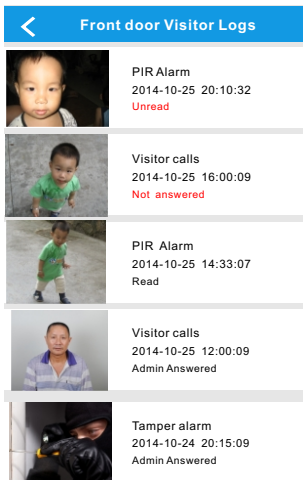 Front door Visitor Logs
PIR Alarm
2014-10-25 20:10:32
Unread
Visitor calls
2014-10-25 16:00:09
Not answered
PIR Alarm
2014-10-25 14:33:07
Read
Visitor calls
2014-10-25 12:00:09
Admin Answered
Tamper alarm
2014-10-24 20:15:09
Admin Answered